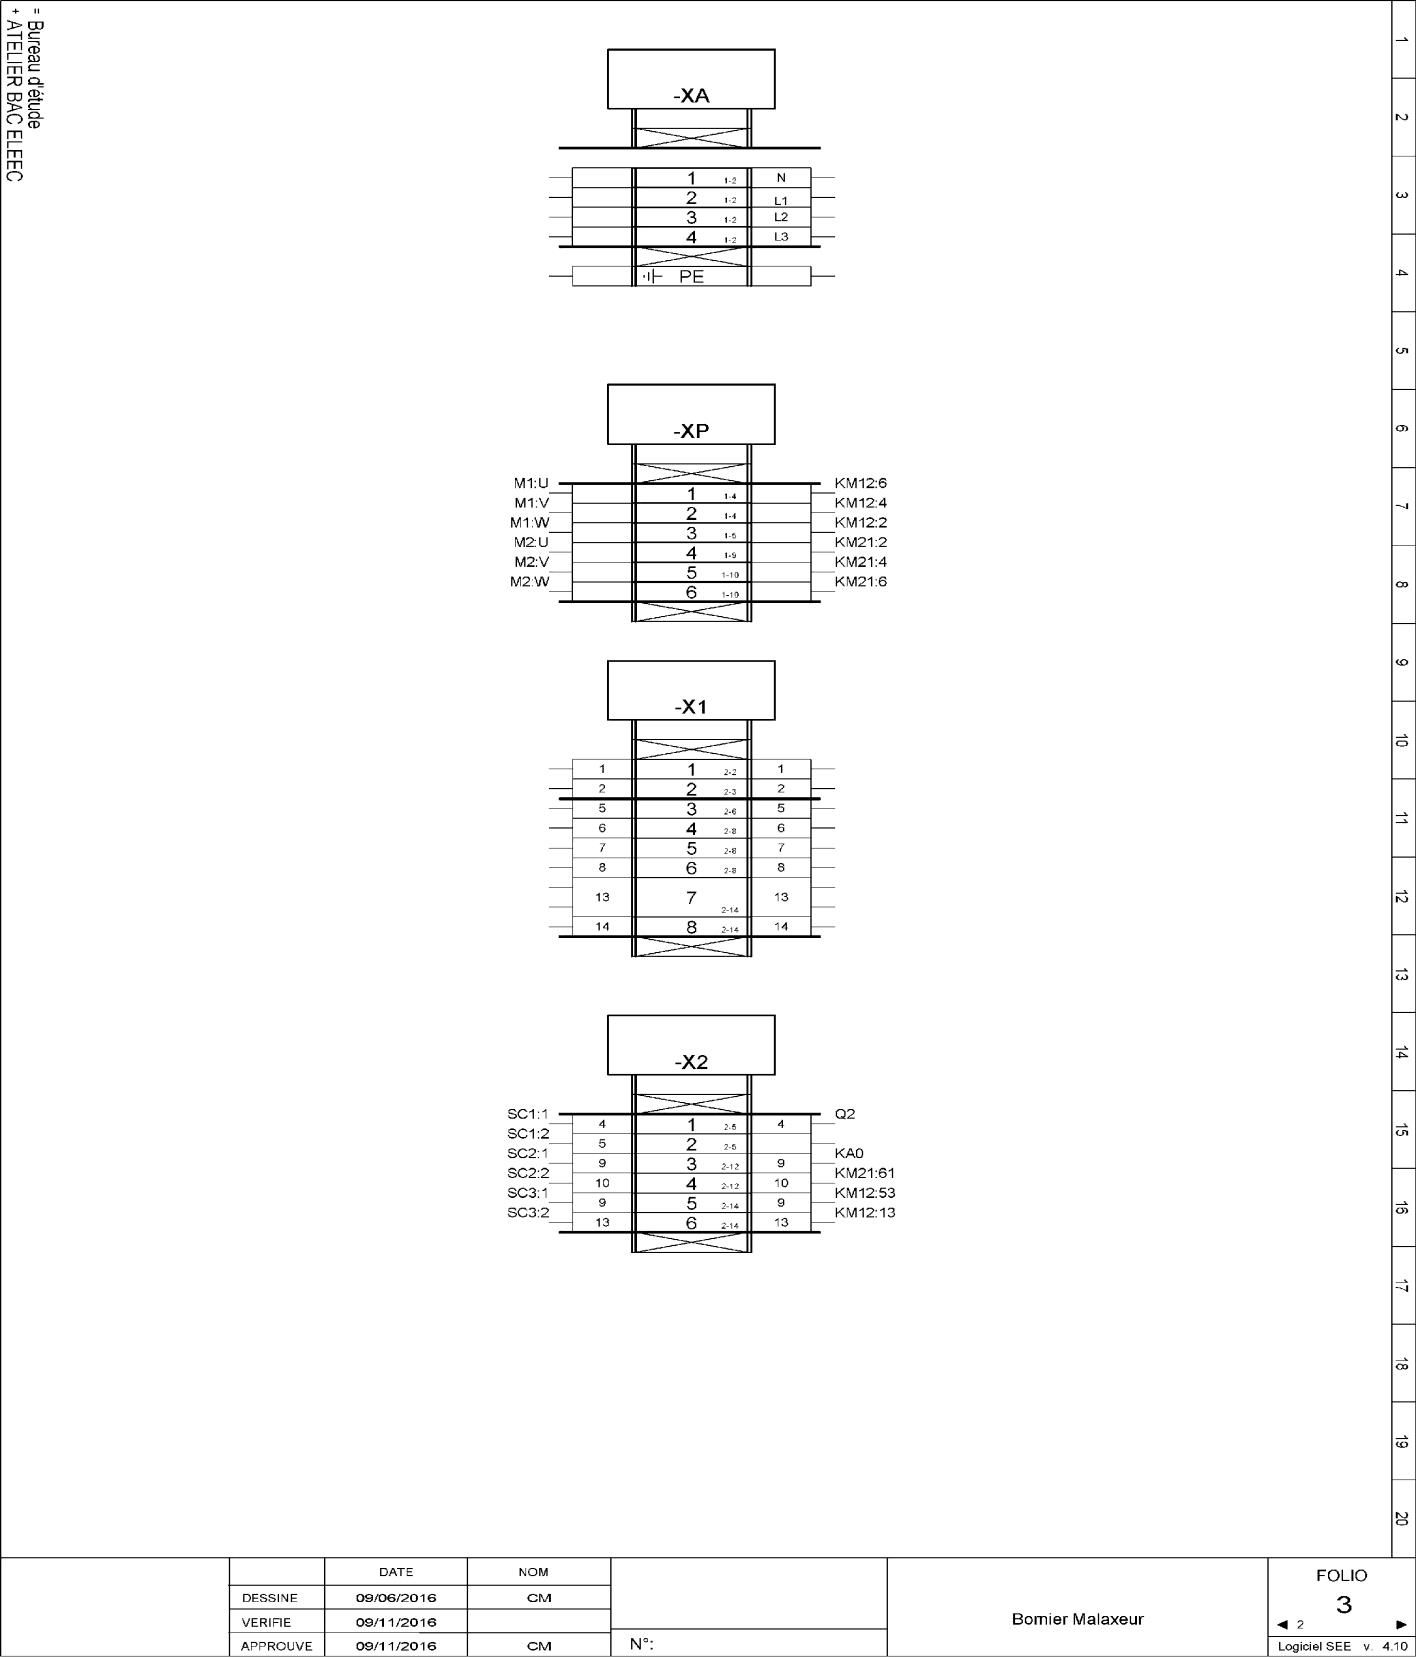 = Bureau d'étude
+ ATELIER BAC ELEEC
1
2
3
4
5
6
7
8
9
10
11
12
13
14
15
16
17
18
19
20
-XA
1 1-2 N
2 1-2 L1
3 1-2 L2
4 1-2 L3
PE
-XP
M1:U 1 1-4 KM12:6
M1:V 2 1-4 KM12:4
M1:W 3 1-5 KM12:2
M2:U 4 1-9 KM21:2
M2:V 5 1-10 KM21:4
M2:W 6 1-10 KM21:6
-X1
1 1 2-2 1
2 2 2-3 2
5 3 2-6 5
6 4 2-8 6
7 5 2-8 7
8 6 2-8 8
13 7 2-14 13
14 8 2-14 14
-X2
SC1:1 4 1 2-5 4 Q2
SC1:2 5 2 2-5
SC2:1 9 3 2-12 9 KA0
SC2:2 10 4 2-12 10 KM21:61
SC3:1 9 5 2-14 9 KM12:53
SC3:2 13 6 2-14 13 KM12:13
DATE NOM
DESSINE 09/06/2016 CM
VERIFIE 09/11/2016
APPROUVE 09/11/2016 CM
N°:
Bornier Malaxeur
FOLIO
3
2
Logiciel SEE v. 4.10